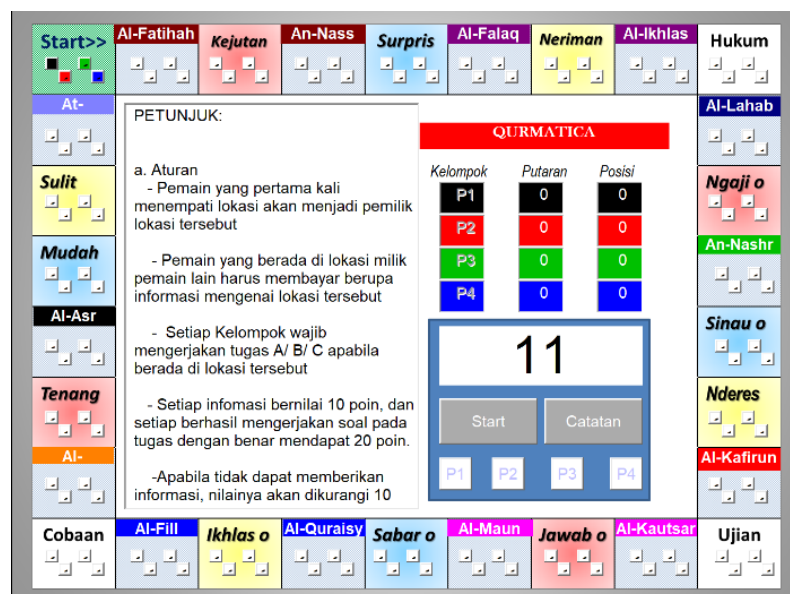 Start>> Al-Fatihah Kejutan An-Nass Surpris Al-Falaq Neriman Al-Ikhlas Hukum
At-
Sulit
Mudah
Al-Asr
Tenang
Al-
PETUNJUK:
a. Aturan
- Pemain yang pertama kali
menempati lokasi akan menjadi pemilik
lokasi tersebut
- Pemain yang berada di lokasi milik
pemain lain harus membayar berupa
informasi mengenai lokasi tersebut
- Setiap Kelompok wajib
mengerjakan tugas A/ B/ C apabila
berada di lokasi tersebut
- Setiap infomasi bernilai 10 poin, dan
setiap berhasil mengerjakan soal pada
tugas dengan benar mendapat 20 poin.
-Apabila tidak dapat memberikan
informasi, nilainya akan dikurangi 10
QURMATICA
Kelompok Putaran Posisi
P1 0 0
P2 0 0
P3 0 0
P4 0 0
11
Start Catatan
P1 P2 P3 P4
Al-Lahab
Ngaji o
An-Nashr
Sinau o
Nderes
Al-Kafirun
Cobaan Al-Fill Ikhlas o Al-Quraisy Sabar o Al-Maun Jawab o Al-Kautsar Ujian